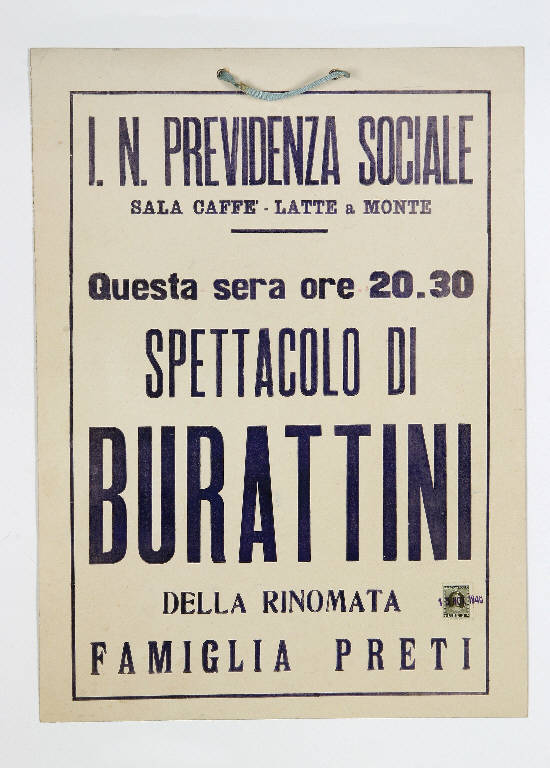 I. N. PREVIDENZA SOCIALE
SALA CAFFE' - LATTE a MONTE
Questa sera ore 20.30
SPETTACOLO DI
BURATTINI
DELLA RINOMATA
FAMIGLIA PRETI